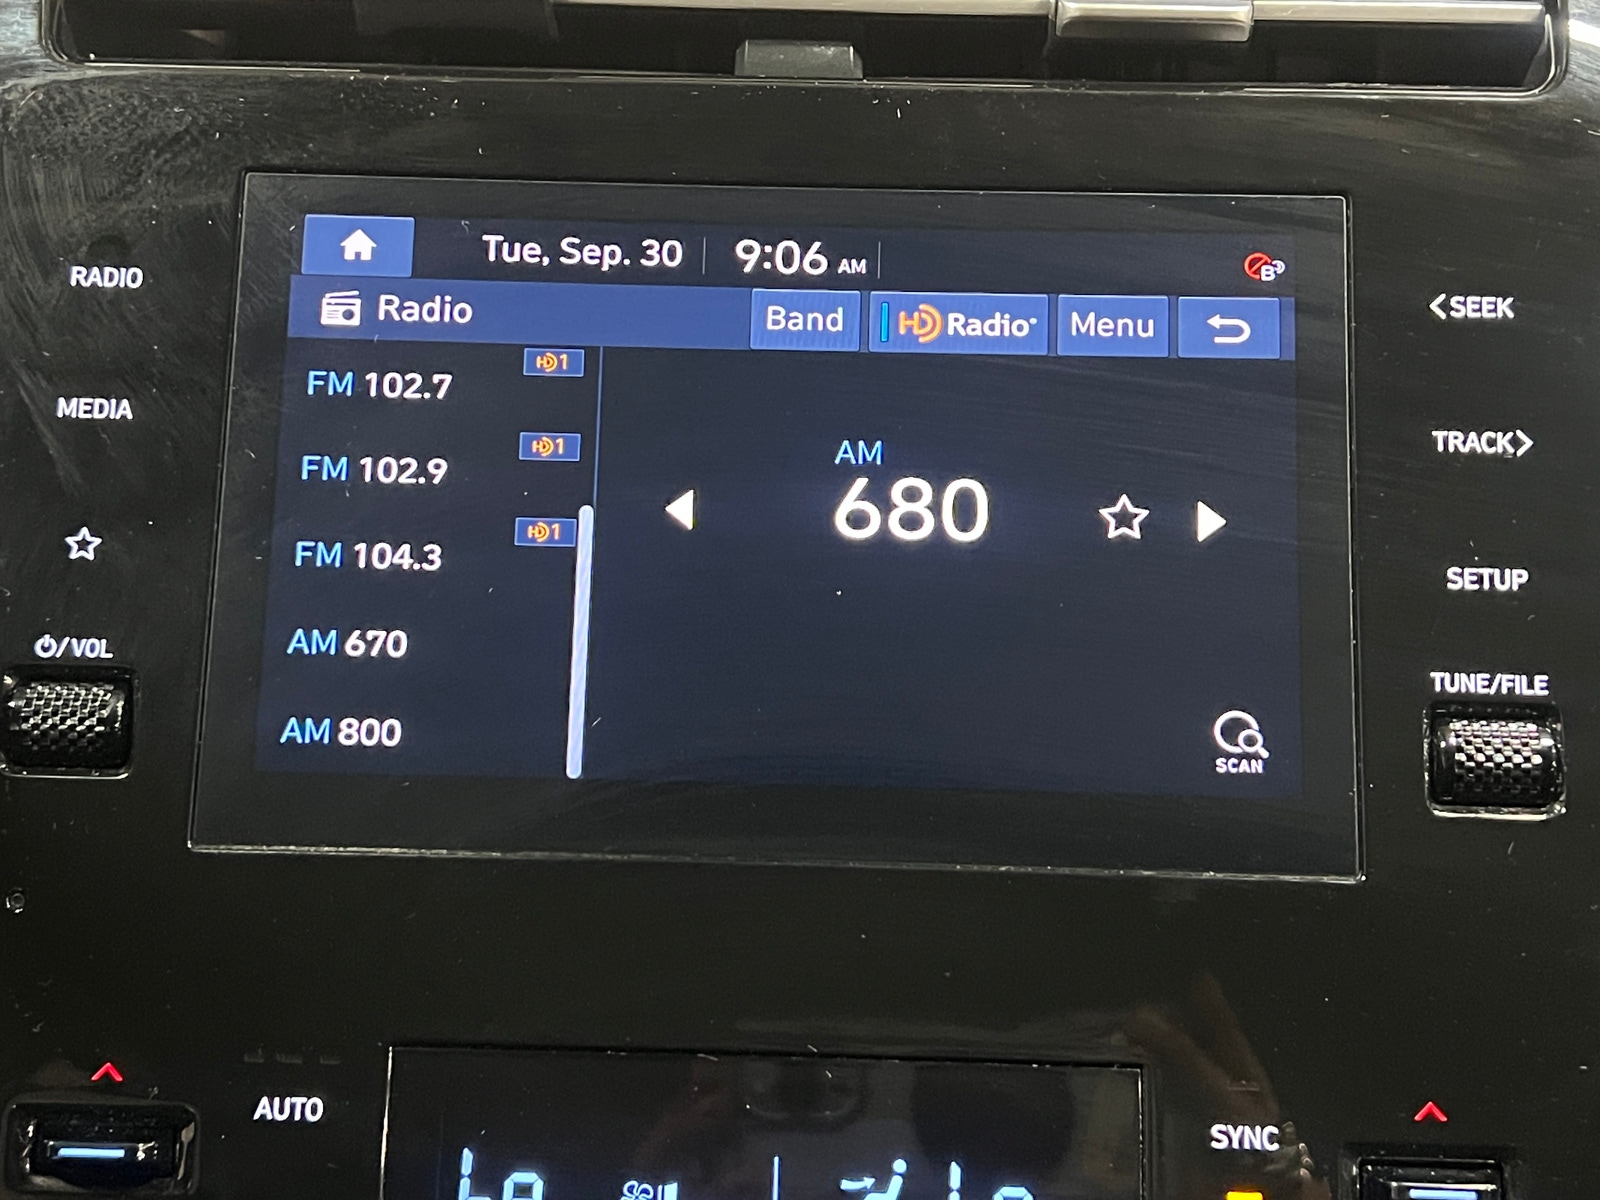 Tue, Sep. 30 9:06 AM
Radio Band HD Radio Menu
RADIO
MEDIA
⏻/VOL
FM 102.7 HD1
FM 102.9 HD1
FM 104.3 HD1
AM 670
AM 800
AM
680
SCAN
<SEEK
TRACK>
SETUP
TUNE/FILE
AUTO
SYNC